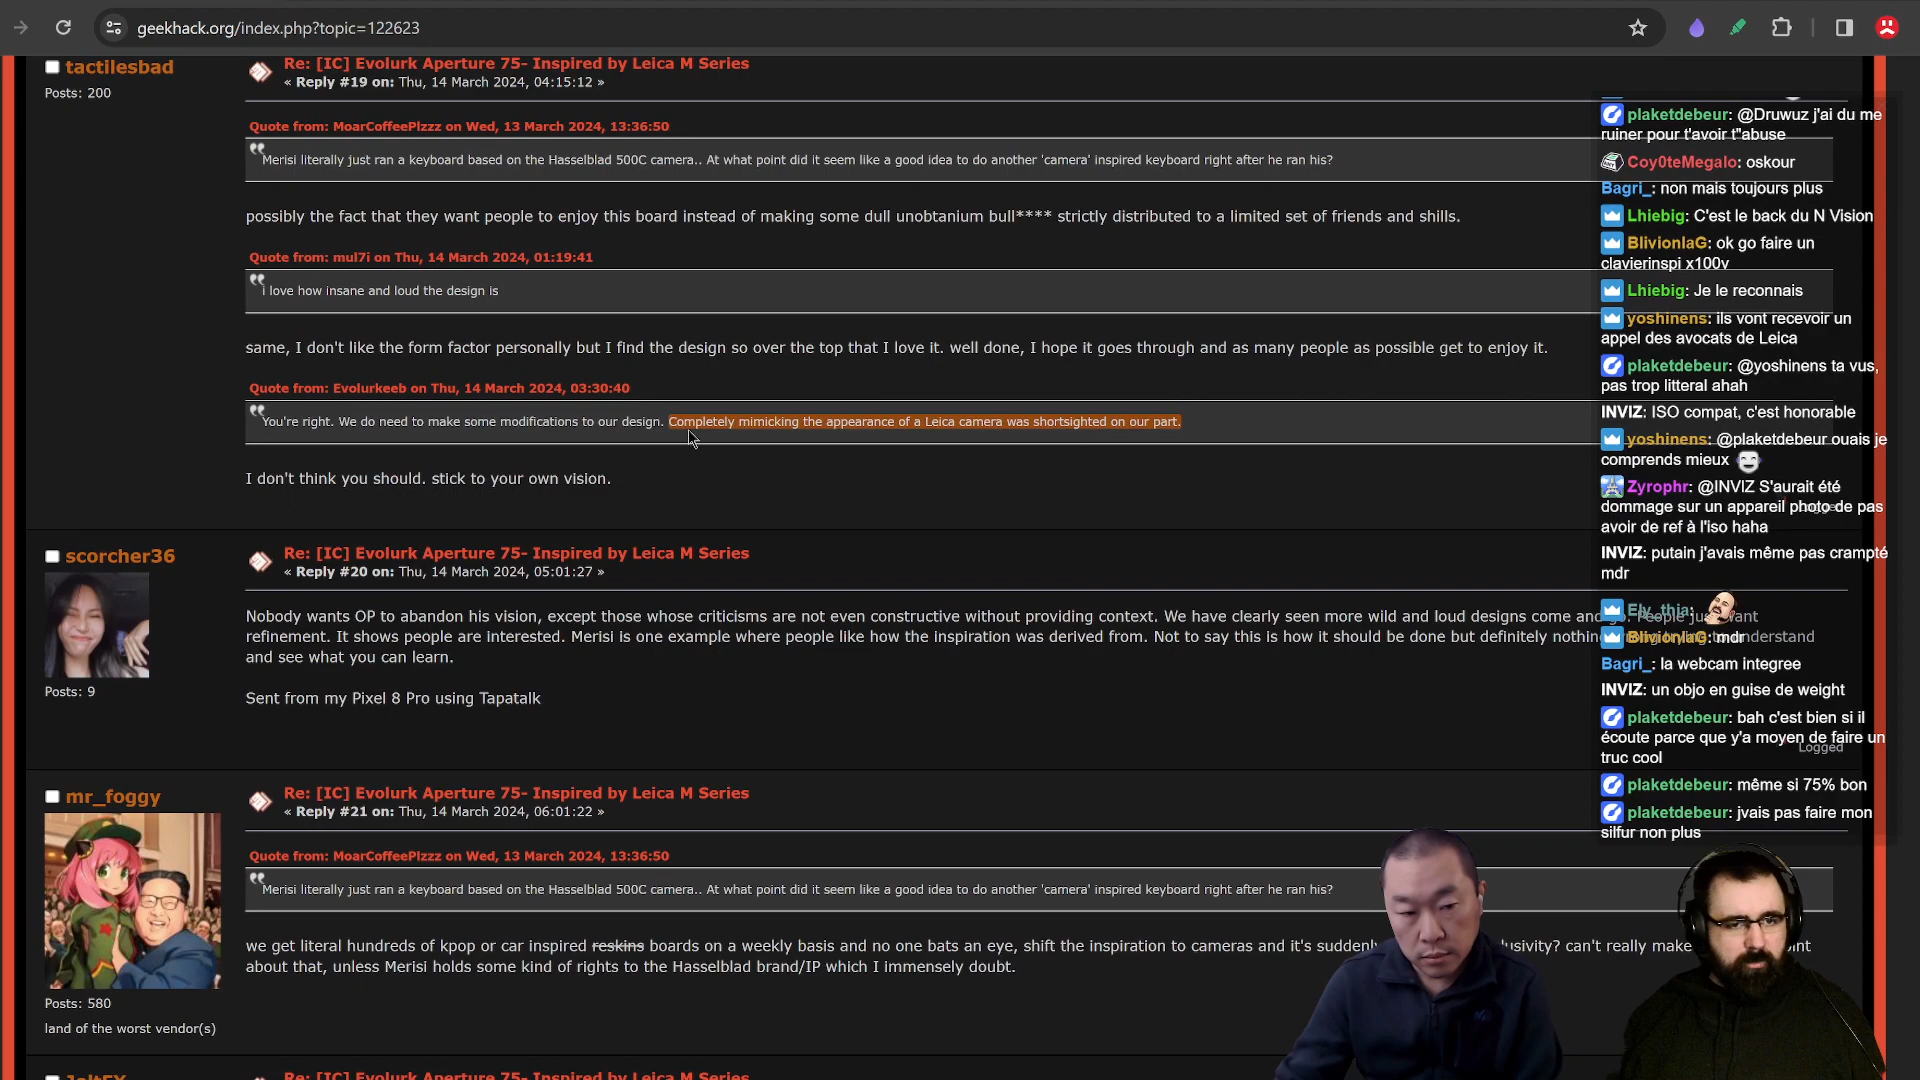 geekhack.org/index.php?topic=122623
tactilesbad
Posts: 200
Re: [IC] Evolurk Aperture 75- Inspired by Leica M Series
« Reply #19 on: Thu, 14 March 2024, 04:15:12 »
Quote from: MoarCoffeePlzzz on Wed, 13 March 2024, 13:36:50
Merisi literally just ran a keyboard based on the Hasselblad 500C camera.. At what point did it seem like a good idea to do another 'camera' inspired keyboard right after he ran his?
possibly the fact that they want people to enjoy this board instead of making some dull unobtanium bull**** strictly distributed to a limited set of friends and shills.
Quote from: mul7i on Thu, 14 March 2024, 01:19:41
i love how insane and loud the design is
same, I don't like the form factor personally but I find the design so over the top that I love it. well done, I hope it goes through and as many people as possible get to enjoy it.
Quote from: Evolurkeeb on Thu, 14 March 2024, 03:30:40
You're right. We do need to make some modifications to our design. Completely mimicking the appearance of a Leica camera was shortsighted on our part.
I don't think you should. stick to your own vision.
scorcher36
Posts: 9
Re: [IC] Evolurk Aperture 75- Inspired by Leica M Series
« Reply #20 on: Thu, 14 March 2024, 05:01:27 »
Nobody wants OP to abandon his vision, except those whose criticisms are not even constructive without providing context. We have clearly seen more wild and loud designs come and go. People just want
refinement. It shows people are interested. Merisi is one example where people like how the inspiration was derived from. Not to say this is how it should be done but definitely nothing to understand
and see what you can learn.
Sent from my Pixel 8 Pro using Tapatalk
Logged
mr_foggy
Posts: 580
land of the worst vendor(s)
Re: [IC] Evolurk Aperture 75- Inspired by Leica M Series
« Reply #21 on: Thu, 14 March 2024, 06:01:22 »
Quote from: MoarCoffeePlzzz on Wed, 13 March 2024, 13:36:50
Merisi literally just ran a keyboard based on the Hasselblad 500C camera.. At what point did it seem like a good idea to do another 'camera' inspired keyboard right after he ran his?
we get literal hundreds of kpop or car inspired reskins boards on a weekly basis and no one bats an eye, shift the inspiration to cameras and it's suddenly can't really make
about that, unless Merisi holds some kind of rights to the Hasselblad brand/IP which I immensely doubt.
Re: [IC] Evolurk Aperture 75- Inspired by Leica M Series
plaketdebeur: @Druwuz j'ai du me
ruiner pour t'avoir t"abuse
Coy0teMegalo: oskour
Bagri_: non mais toujours plus
Lhiebig: C'est le back du N Vision
BlivionIaG: ok go faire un
clavierinspi x100v
Lhiebig: Je le reconnais
yoshinens: ils vont recevoir un
appel des avocats de Leica
plaketdebeur: @yoshinens ta vus,
pas trop litteral ahah
INVIZ: ISO compat, c'est honorable
yoshinens: @plaketdebeur ouais je
comprends mieux
Zyrophr: @INVIZ S'aurait été
dommage sur un appareil photo de pas
avoir de ref à l'iso haha
INVIZ: putain j'avais même pas crampté
mdr
Ely_thia:
BlivionIaG: mdr
Bagri_: la webcam integree
INVIZ: un objo en guise de weight
plaketdebeur: bah c'est bien si il
écoute parce que y'a moyen de faire un
truc cool
plaketdebeur: même si 75% bon
plaketdebeur: jvais pas faire mon
silfur non plus